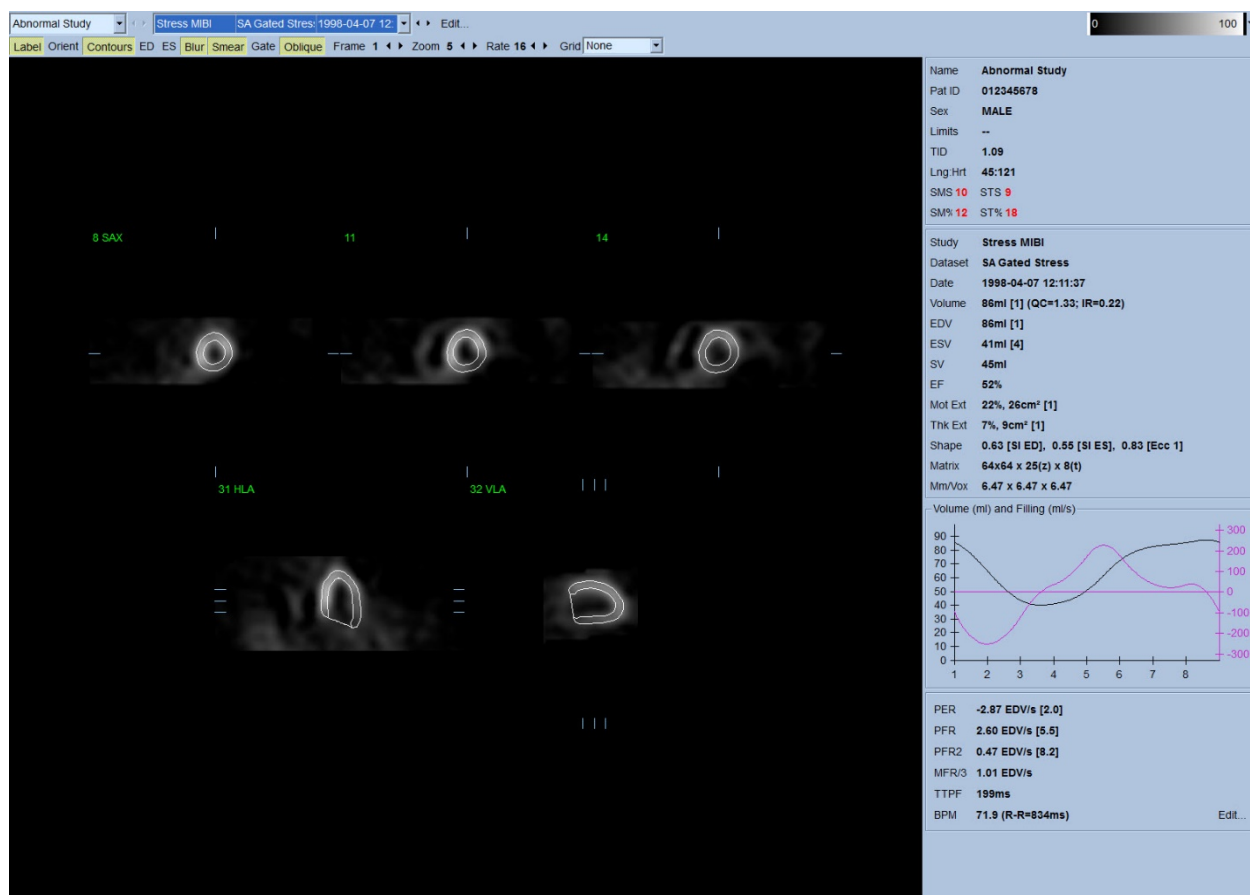 Abnormal Study Stress MIBI SA Gated Stres 1998-04-07 12: Edit...
0 100
Label Orient Contours ED ES Blur Smear Gate Oblique Frame 1 Zoom 5 Rate 16 Grid None
8 SAX 11 14
31 HLA 32 VLA
Name Abnormal Study
Pat ID 012345678
Sex MALE
Limits --
TID 1.09
Lng:Hrt 45:121
SMS 10 STS 9
SM% 12 ST% 18
Study Stress MIBI
Dataset SA Gated Stress
Date 1998-04-07 12:11:37
Volume 86ml [1] (QC=1.33; IR=0.22)
EDV 86ml [1]
ESV 41ml [4]
SV 45ml
EF 52%
Mot Ext 22%, 26cm² [1]
Thk Ext 7%, 9cm² [1]
Shape 0.63 [SI ED], 0.55 [SI ES], 0.83 [Ecc 1]
Matrix 64x64 x 25(z) x 8(t)
Mm/Vox 6.47 x 6.47 x 6.47
Volume (ml) and Filling (ml/s)
90
80
70
60
50
40
30
20
10
0
300
200
100
0
-100
-200
-300
1 2 3 4 5 6 7 8
PER -2.87 EDV/s [2.0]
PFR 2.60 EDV/s [5.5]
PFR2 0.47 EDV/s [8.2]
MFR/3 1.01 EDV/s
TTPF 199ms
BPM 71.9 (R-R=834ms) Edit...